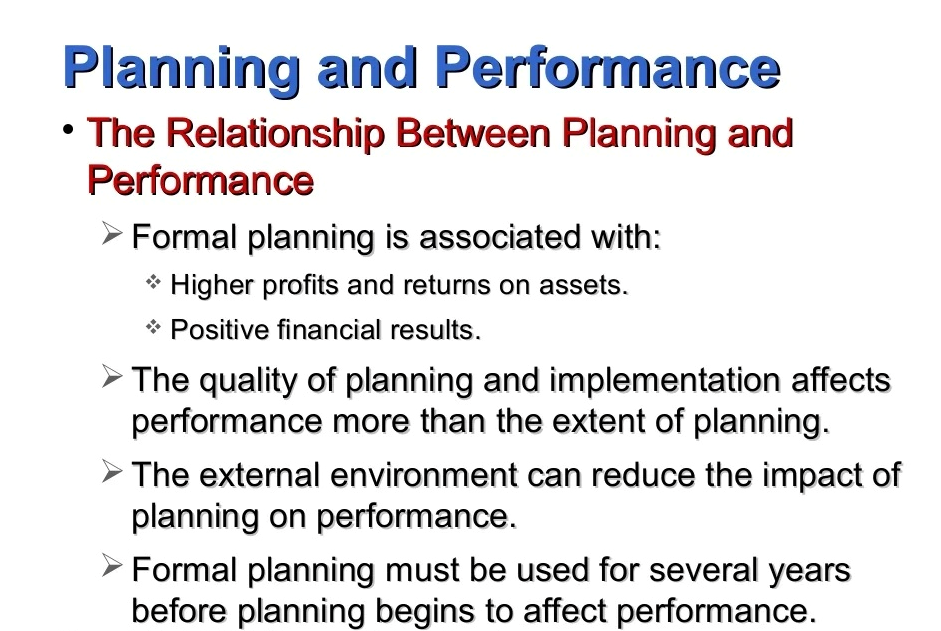 Planning and Performance
• The Relationship Between Planning and
Performance
➢ Formal planning is associated with:
❖ Higher profits and returns on assets.
❖ Positive financial results.
➢ The quality of planning and implementation affects
performance more than the extent of planning.
➢ The external environment can reduce the impact of
planning on performance.
➢ Formal planning must be used for several years
before planning begins to affect performance.